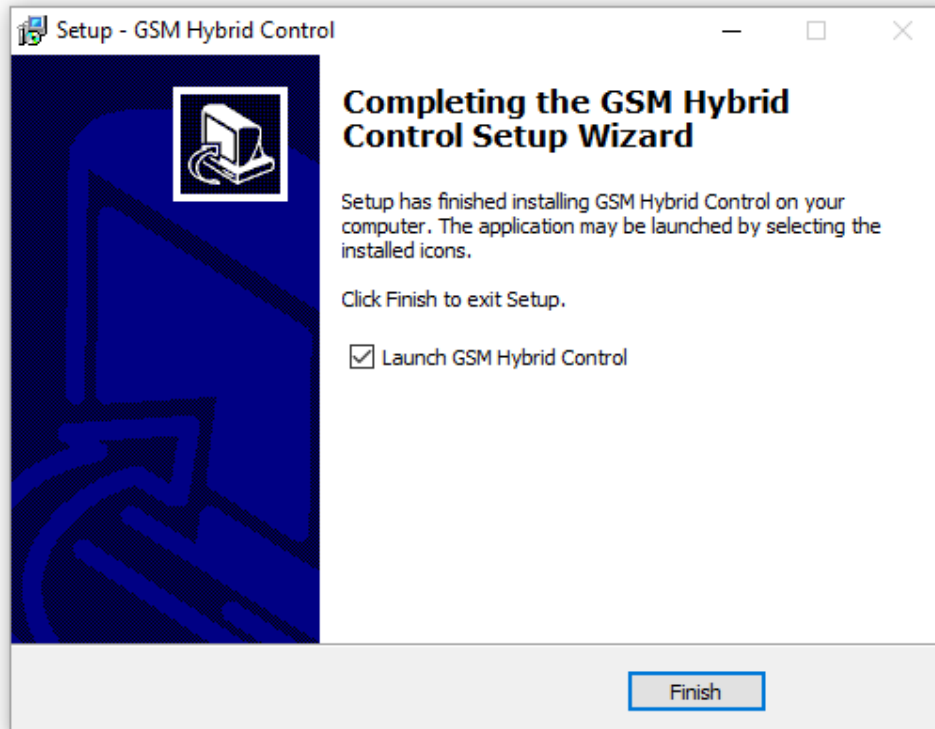 Setup - GSM Hybrid Control
Completing the GSM Hybrid
Control Setup Wizard
Setup has finished installing GSM Hybrid Control on your
computer. The application may be launched by selecting the
installed icons.
Click Finish to exit Setup.
Launch GSM Hybrid Control
Finish